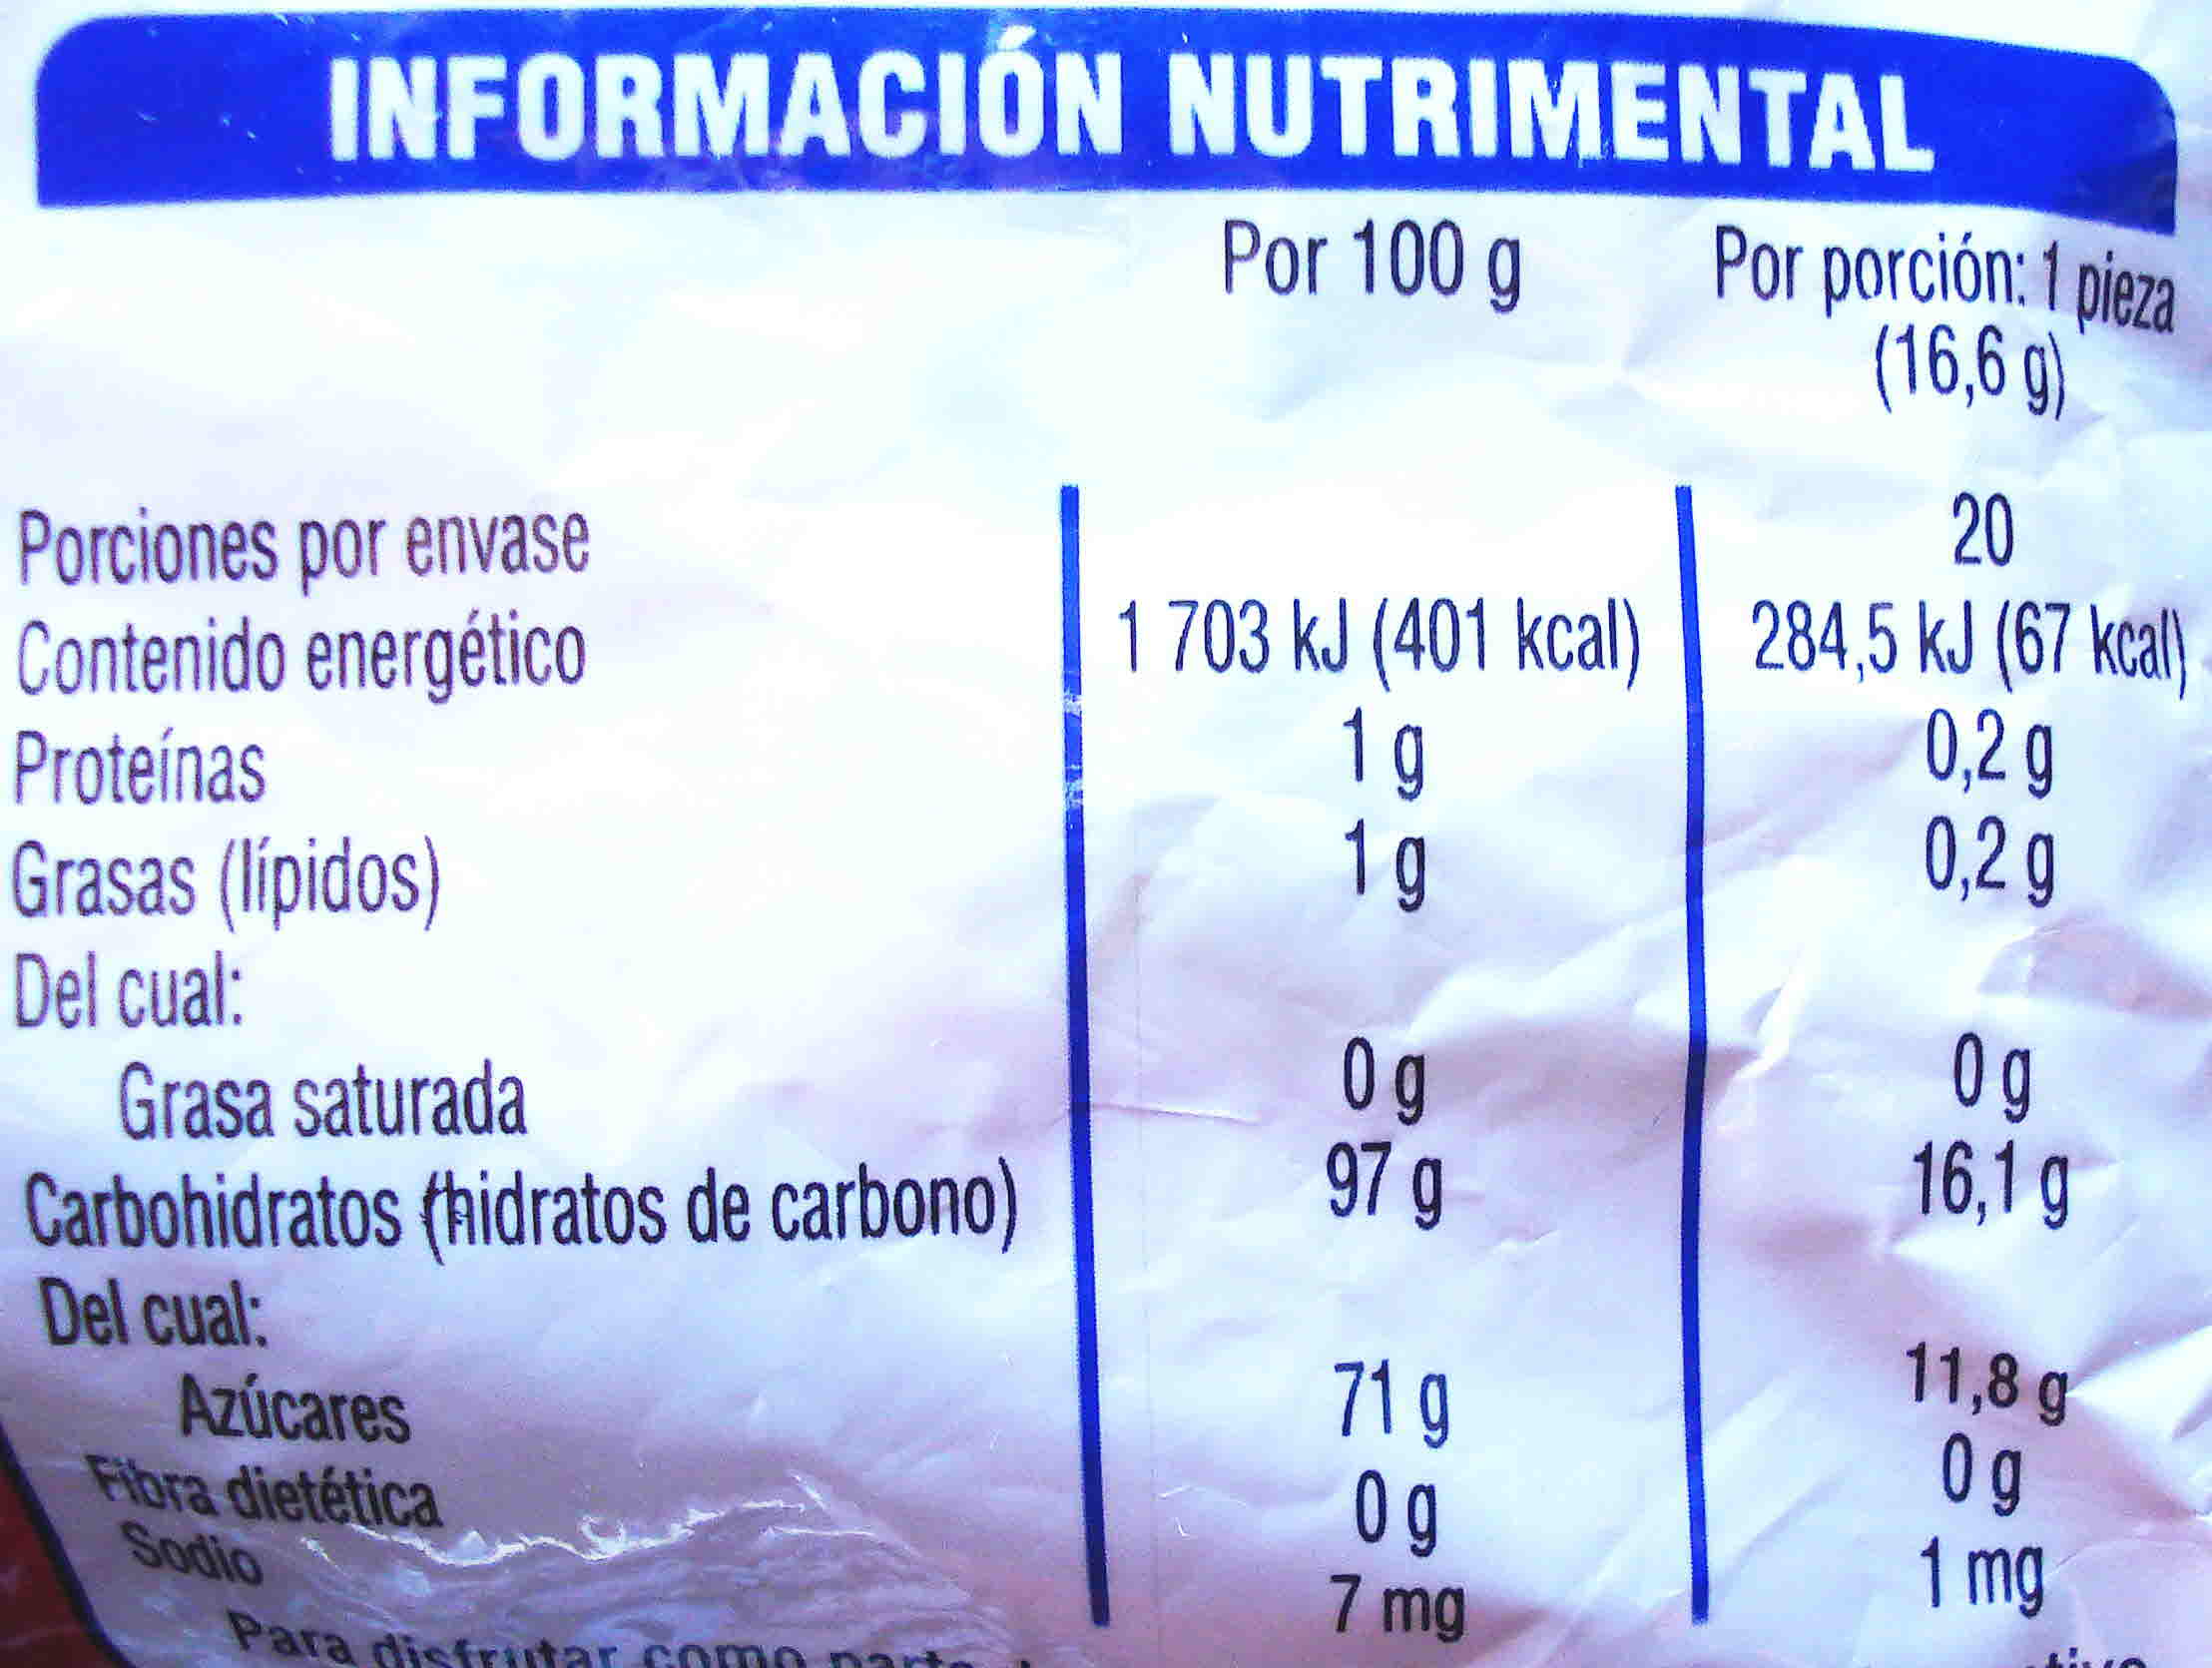 INFORMACIÓN NUTRIMENTAL
Por 100 g Por porción: 1 pieza
(16,6 g)
Porciones por envase 20
Contenido energético 1 703 kJ (401 kcal) 284,5 kJ (67 kcal)
Proteínas 1 g 0,2 g
Grasas (lípidos) 1 g 0,2 g
Del cual:
Grasa saturada 0 g 0 g
Carbohidratos (hidratos de carbono) 97 g 16,1 g
Del cual:
Azúcares 71 g 11,8 g
Fibra dietética 0 g 0 g
Sodio 7 mg 1 mg
Para disfrutar como